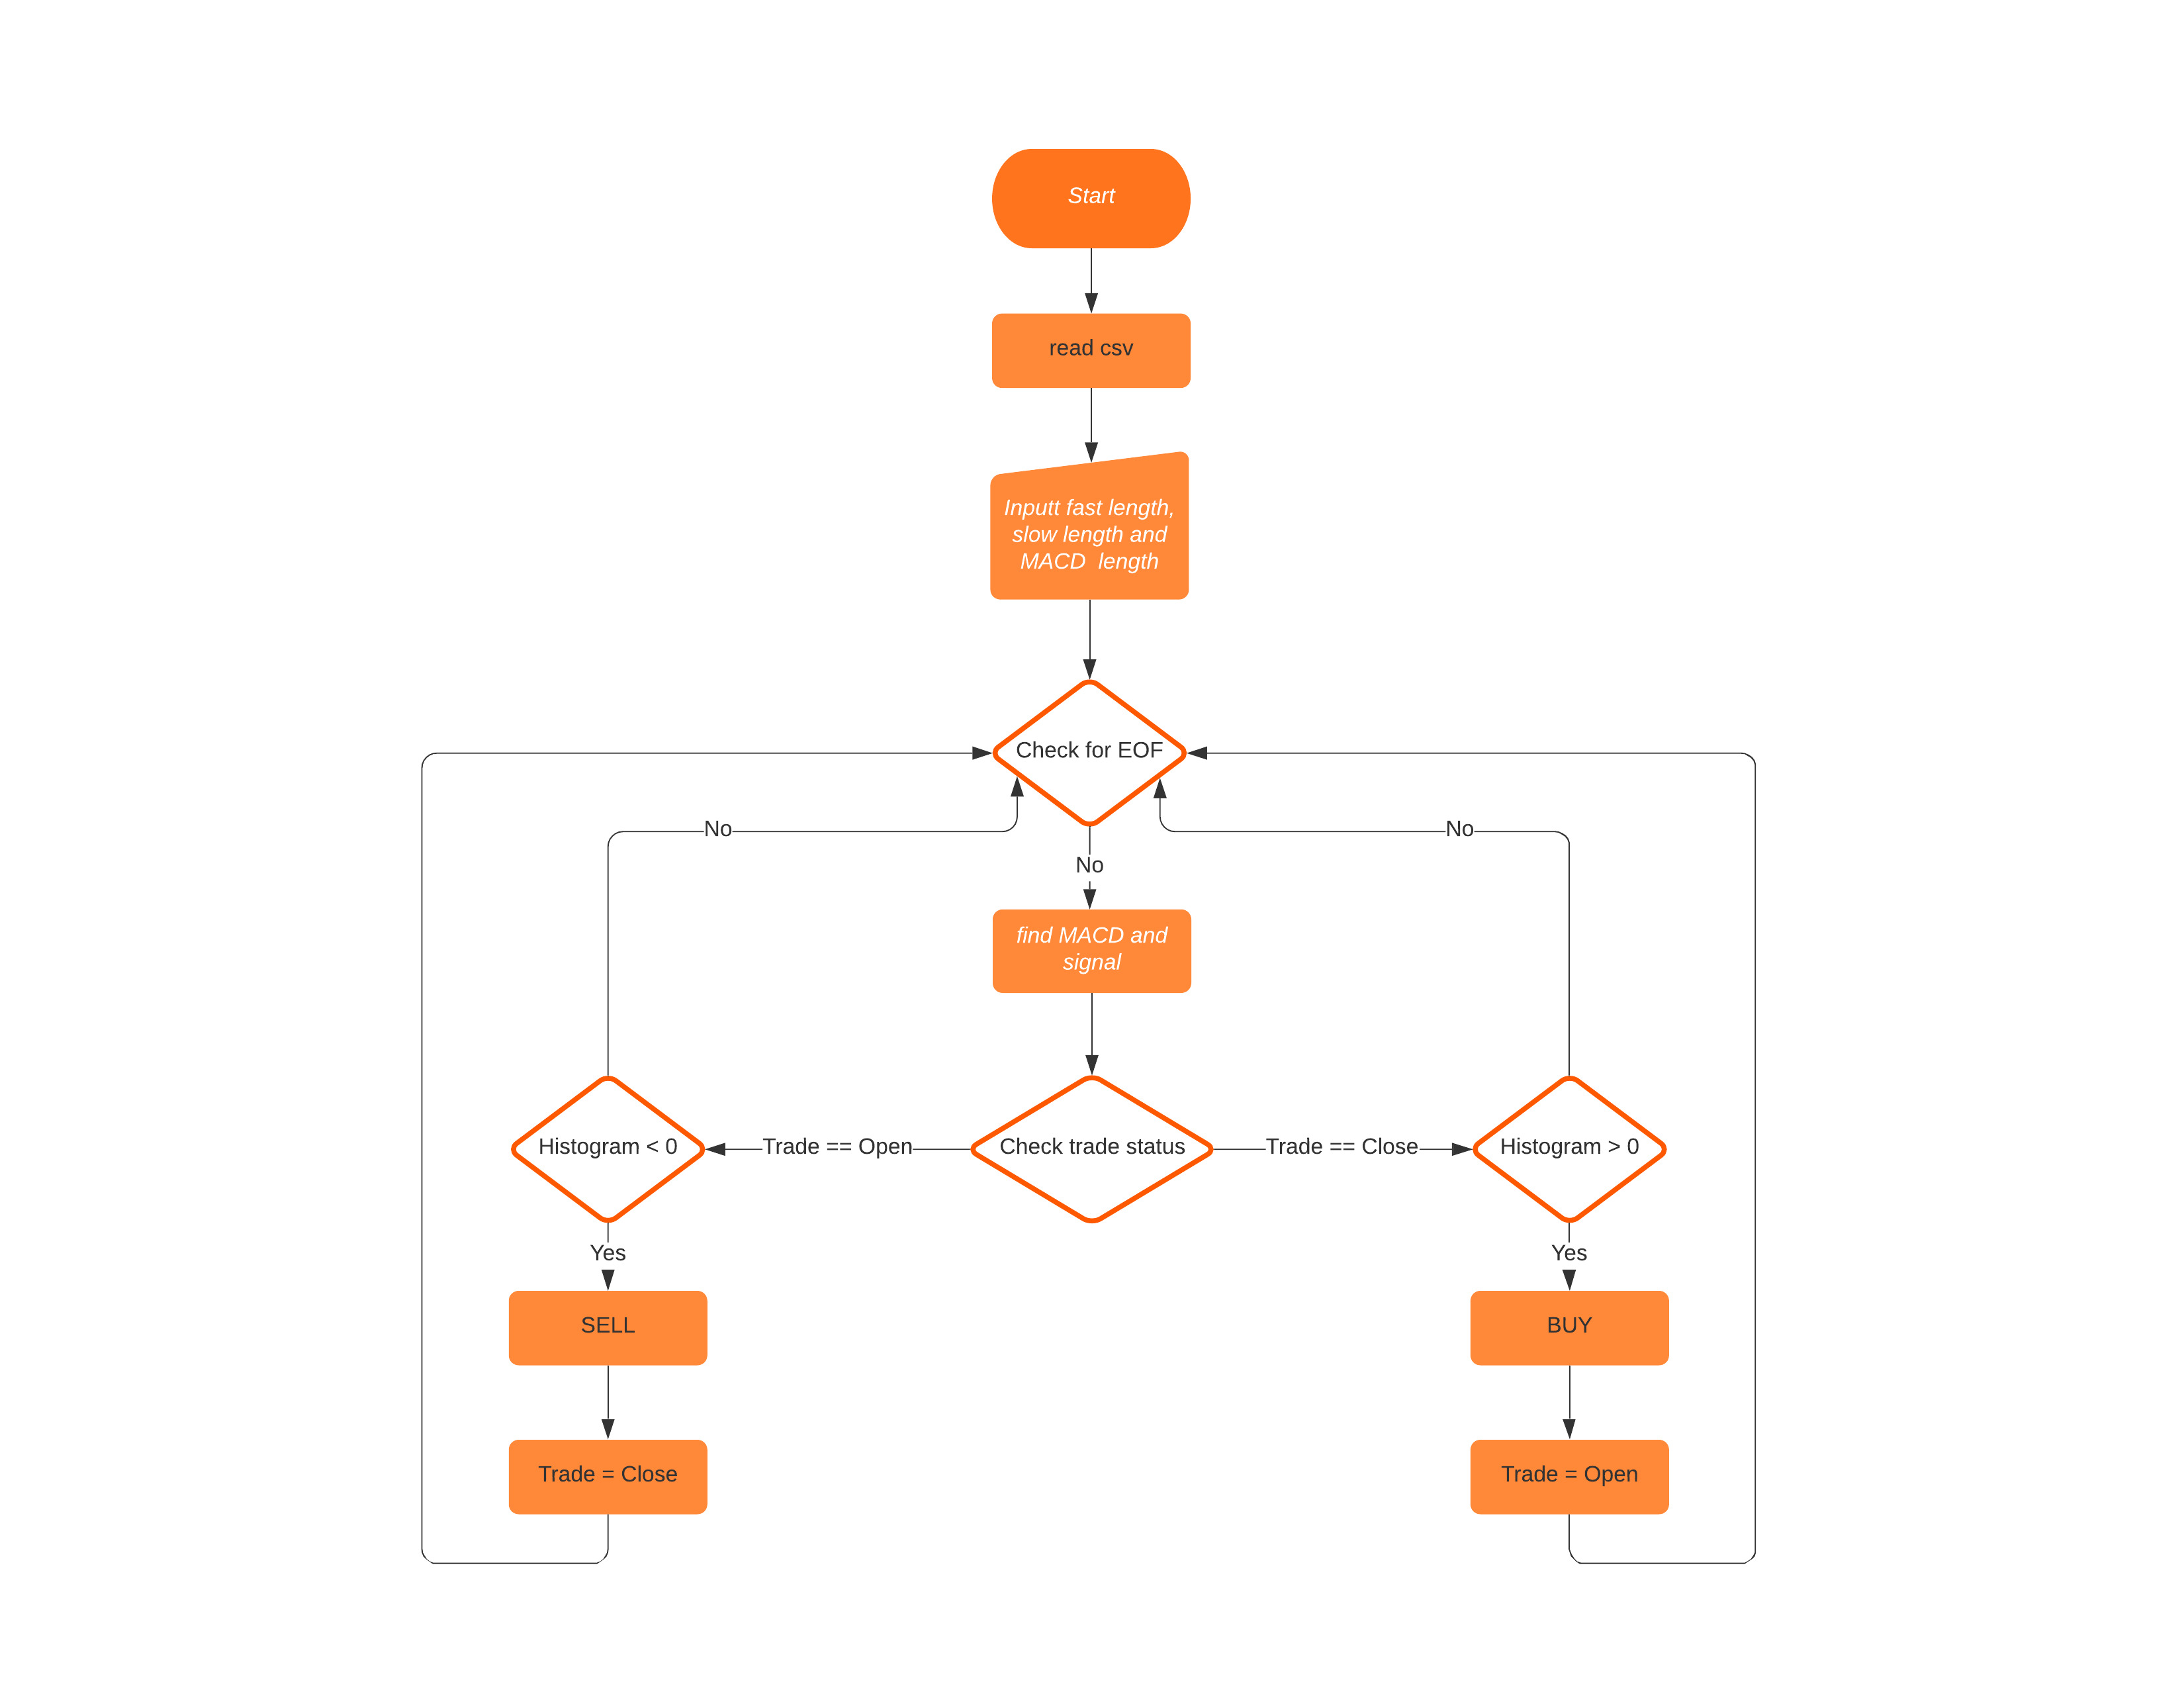 Start
read csv
Inputt fast length,
slow length and
MACD  length
Check for EOF
No
No
No
find MACD and
signal
Histogram < 0
Trade == Open
Check trade status
Trade == Close
Histogram > 0
Yes
Yes
SELL
BUY
Trade = Close
Trade = Open